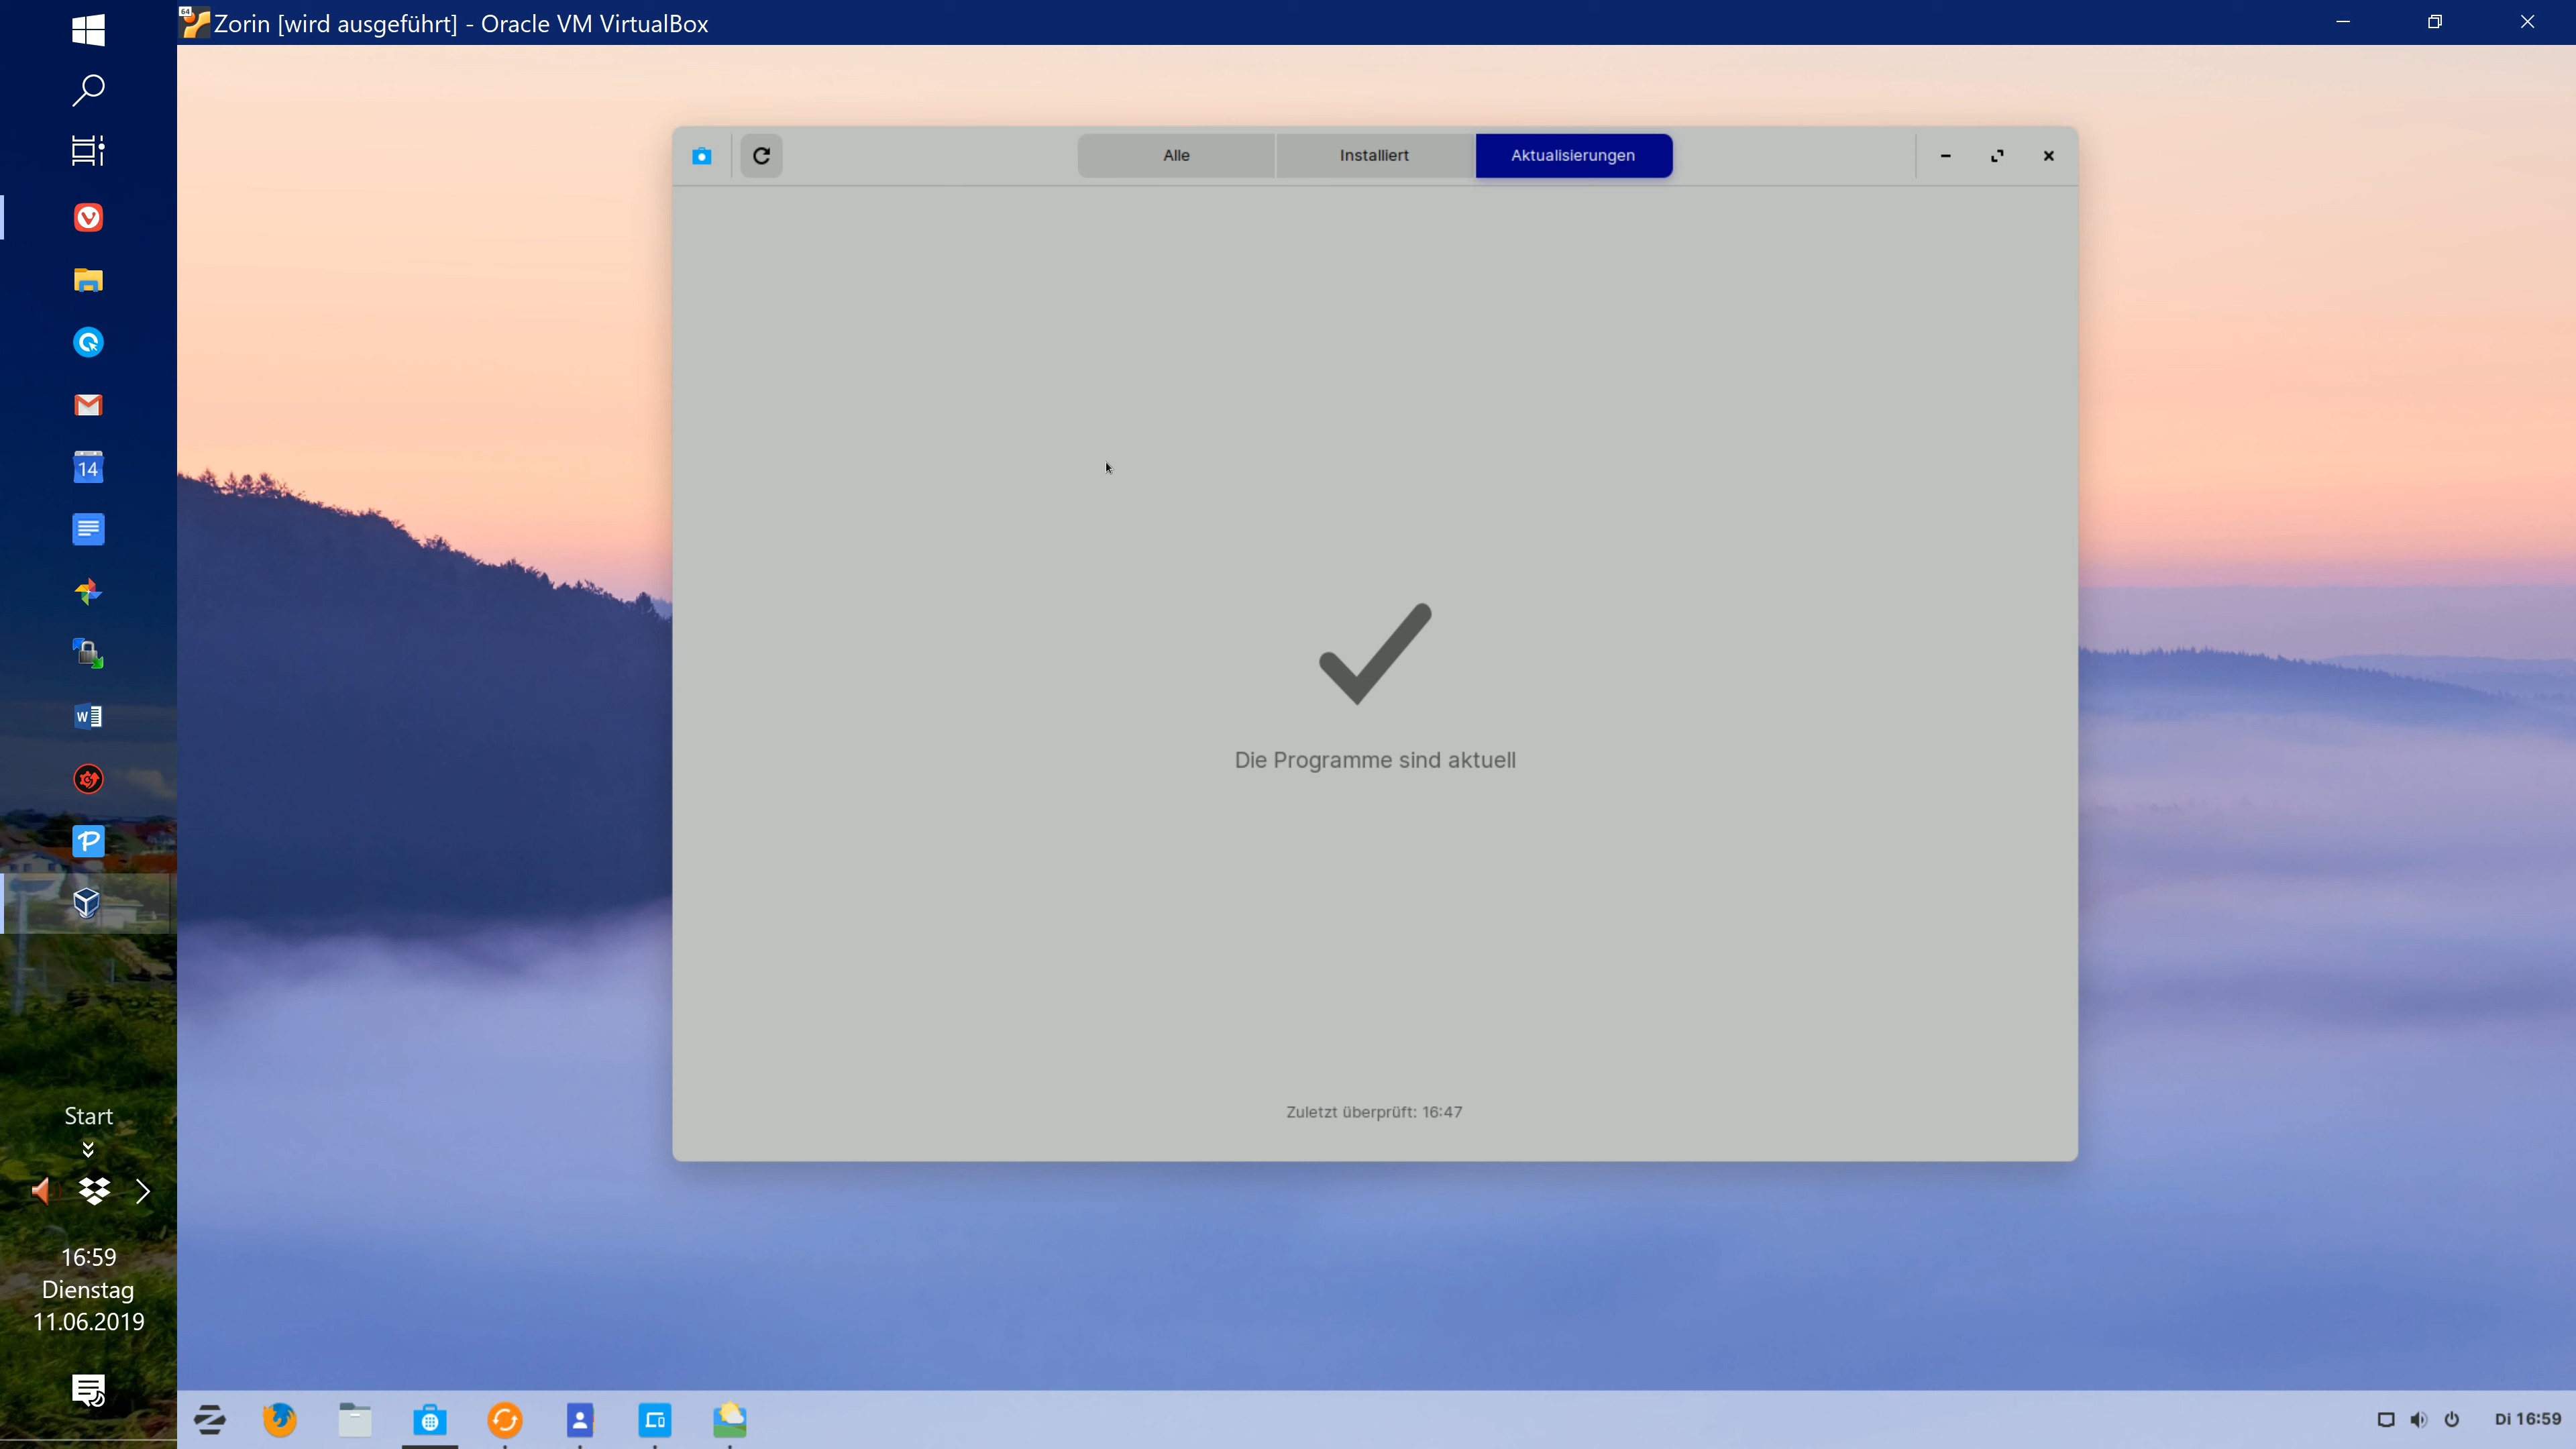 64
Zorin [wird ausgeführt] - Oracle VM VirtualBox
Alle
Installiert
Aktualisierungen
14
W
Die Programme sind aktuell
Zuletzt überprüft: 16:47
Start
16:59
Dienstag
11.06.2019
Di 16:59